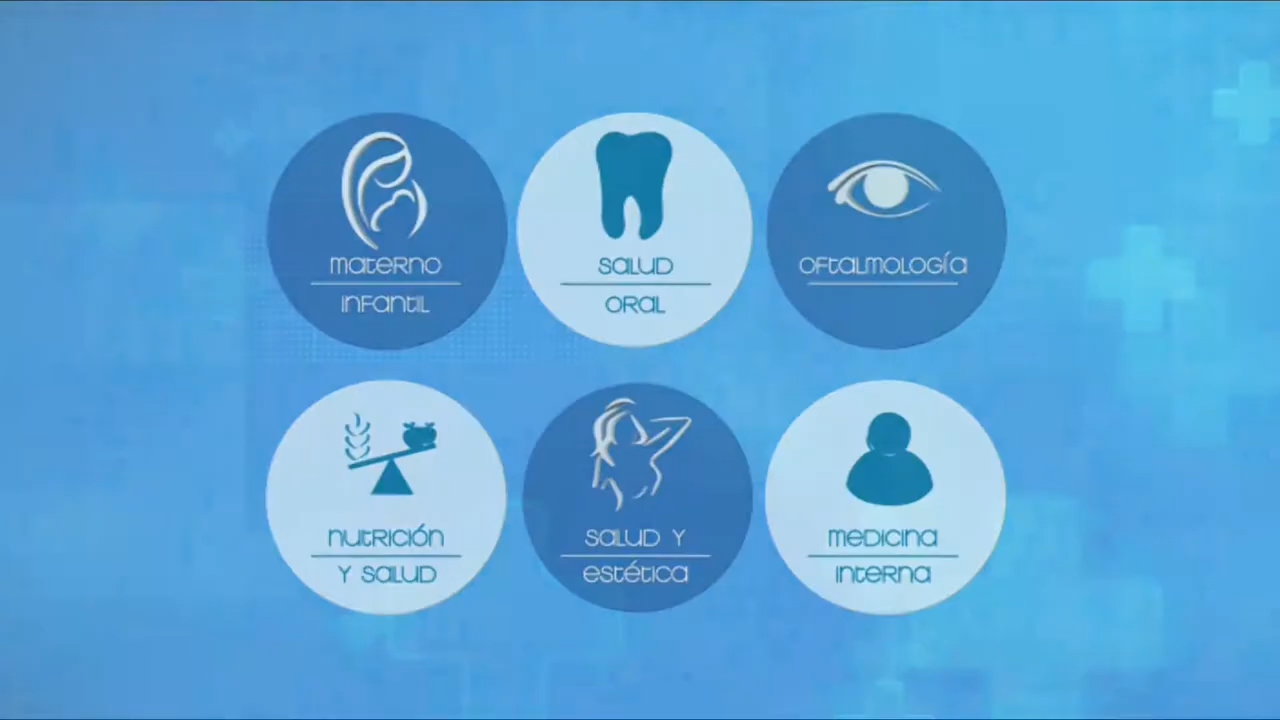 Materno
Infantil
Salud
Oral
Oftalmología
Nutrición
y Salud
Salud y
Estética
Medicina
Interna